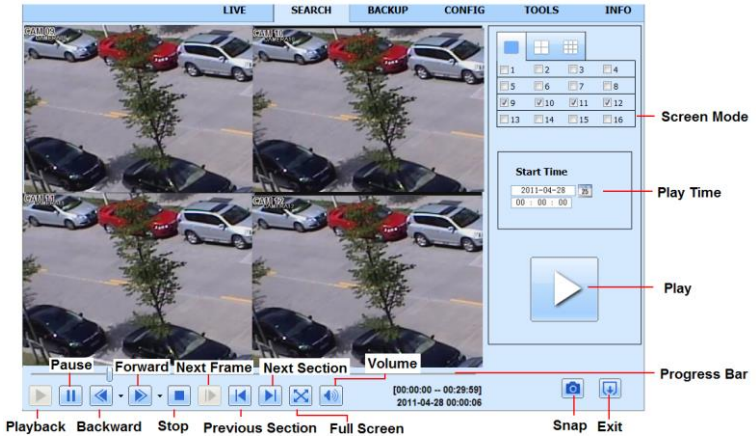 LIVE SEARCH BACKUP CONFIG TOOLS INFO
CAM 09
CAM 10
1 2 3 4
5 6 7 8
9 10 11 12
13 14 15 16
Screen Mode
Start Time
2011-04-28
00 : 00 : 00
Play Time
CAM 11
CAM 12
Play
Pause Forward Next Frame Next Section Volume
Progress Bar
[00:00:00 -- 00:29:59]
2011-04-28 00:00:06
Playback Backward Stop Previous Section Full Screen Snap Exit